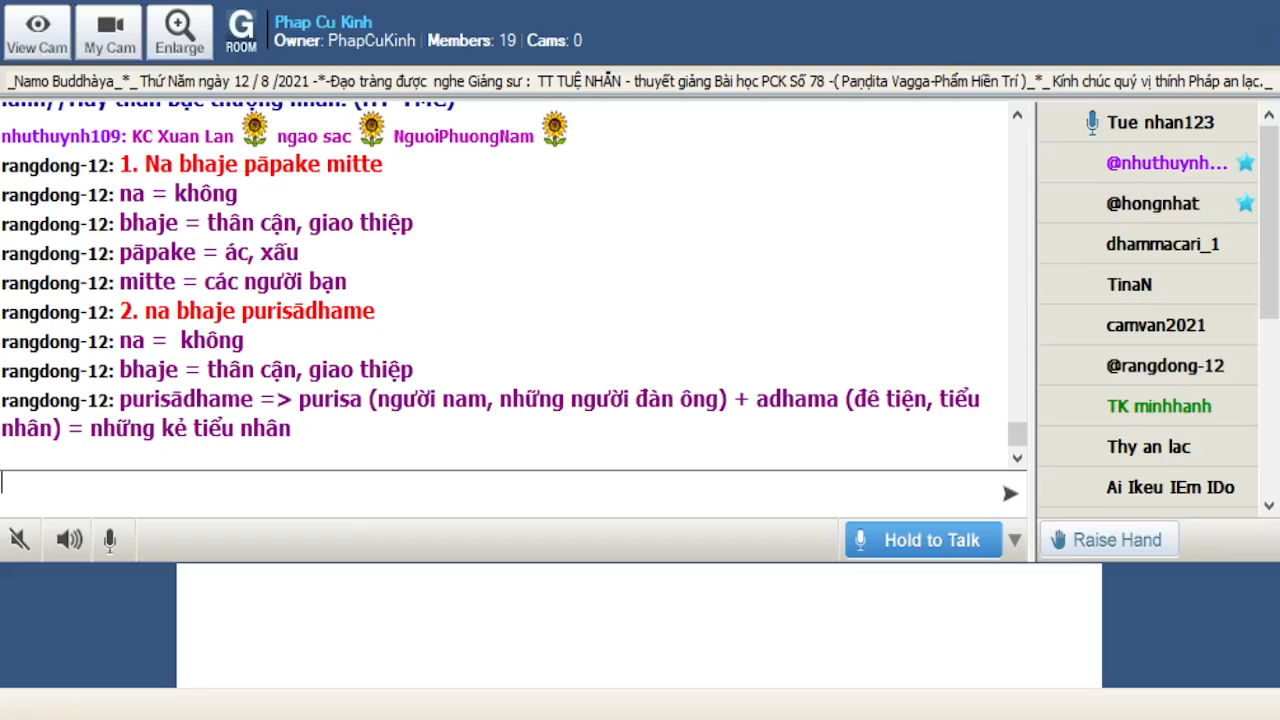 View Cam
My Cam
Enlarge
G
ROOM
Phap Cu Kinh
Owner: PhapCuKinh | Members: 19 | Cams: 0
_Namo Buddhàya_*_ Thứ Năm ngày 12 / 8 /2021 -*-Đạo tràng được nghe Giảng sư : TT TUỆ NHẪN - thuyết giảng Bài học PCK Số 78 -( Paṇḍita Vagga-Phẩm Hiền Trí )_*_ Kính chúc quý vị thính Pháp an lạc._
nhuthuynh109: KC Xuan Lan ngao sac NguoiPhuongNam
rangdong-12: 1. Na bhaje pāpake mitte
rangdong-12: na = không
rangdong-12: bhaje = thân cận, giao thiệp
rangdong-12: pāpake = ác, xấu
rangdong-12: mitte = các người bạn
rangdong-12: 2. na bhaje purisādhame
rangdong-12: na = không
rangdong-12: bhaje = thân cận, giao thiệp
rangdong-12: purisādhame => purisa (người nam, những người đàn ông) + adhama (đê tiện, tiểu
nhân) = những kẻ tiểu nhân
Tue nhan123
@nhuthuynh...
@hongnhat
dhammacari_1
TinaN
camvan2021
@rangdong-12
TK minhhanh
Thy an lac
Ai Ikeu IEm IDo
Hold to Talk
Raise Hand